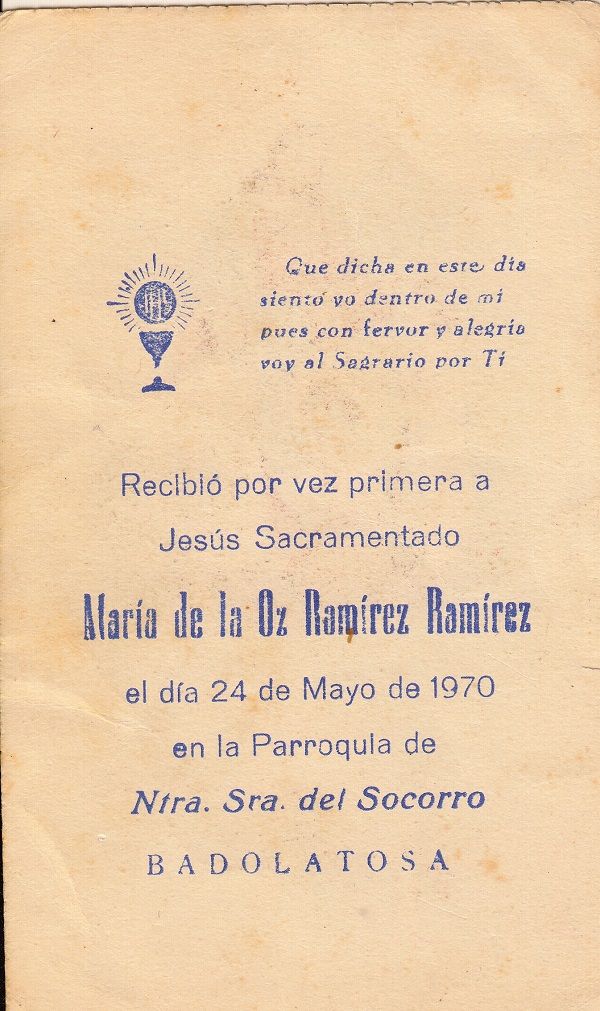 JHS
Que dicha en este día
siento yo dentro de mí
pues con fervor y alegría
voy al Sagrario por Tí
Recibió por vez primera a
Jesús Sacramentado
María de la Oz Ramírez Ramírez
el día 24 de Mayo de 1970
en la Parroquia de
Ntra. Sra. del Socorro
BADOLATOSA